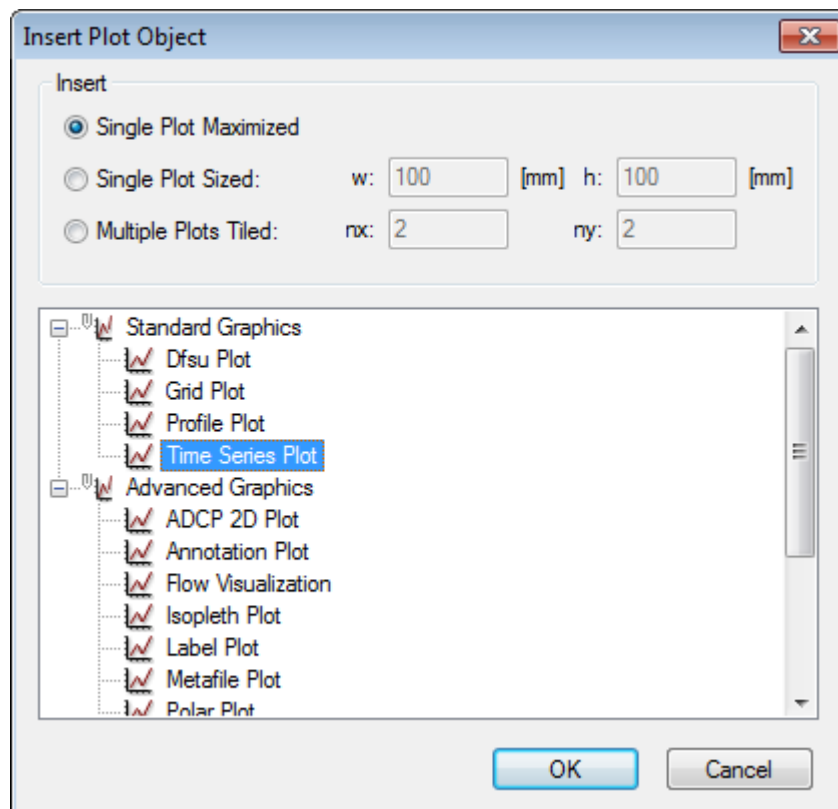 Insert Plot Object
Insert
Single Plot Maximized
Single Plot Sized: w: 100 [mm] h: 100 [mm]
Multiple Plots Tiled: nx: 2 ny: 2
Standard Graphics
Dfsu Plot
Grid Plot
Profile Plot
Time Series Plot
Advanced Graphics
ADCP 2D Plot
Annotation Plot
Flow Visualization
Isopleth Plot
Label Plot
Metafile Plot
Polar Plot
OK Cancel